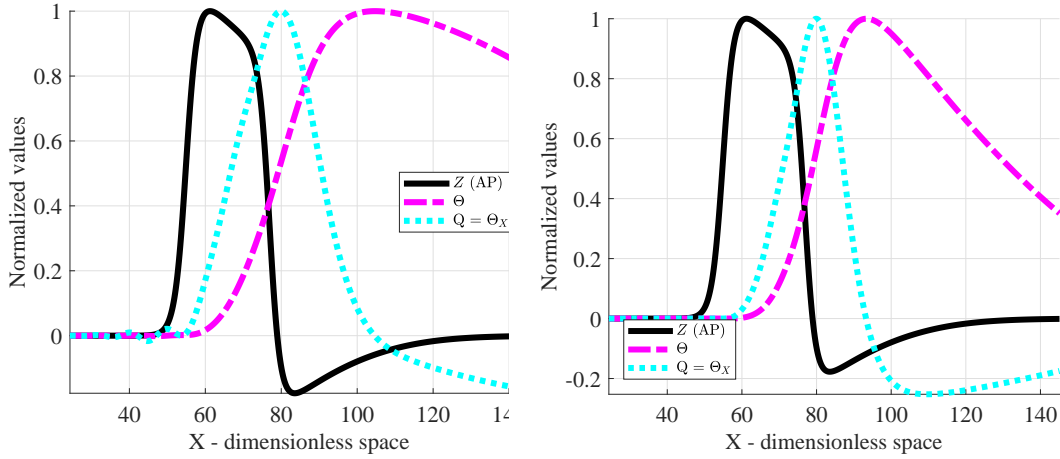 1
0.8
0.6
0.4
0.2
0
Normalized values
40 60 80 100 120 140
X - dimensionless space
Z (AP)
Θ
Q = Θ_X
1
0.8
0.6
0.4
0.2
0
-0.2
Normalized values
40 60 80 100 120 140
X - dimensionless space
Z (AP)
Θ
Q = Θ_X